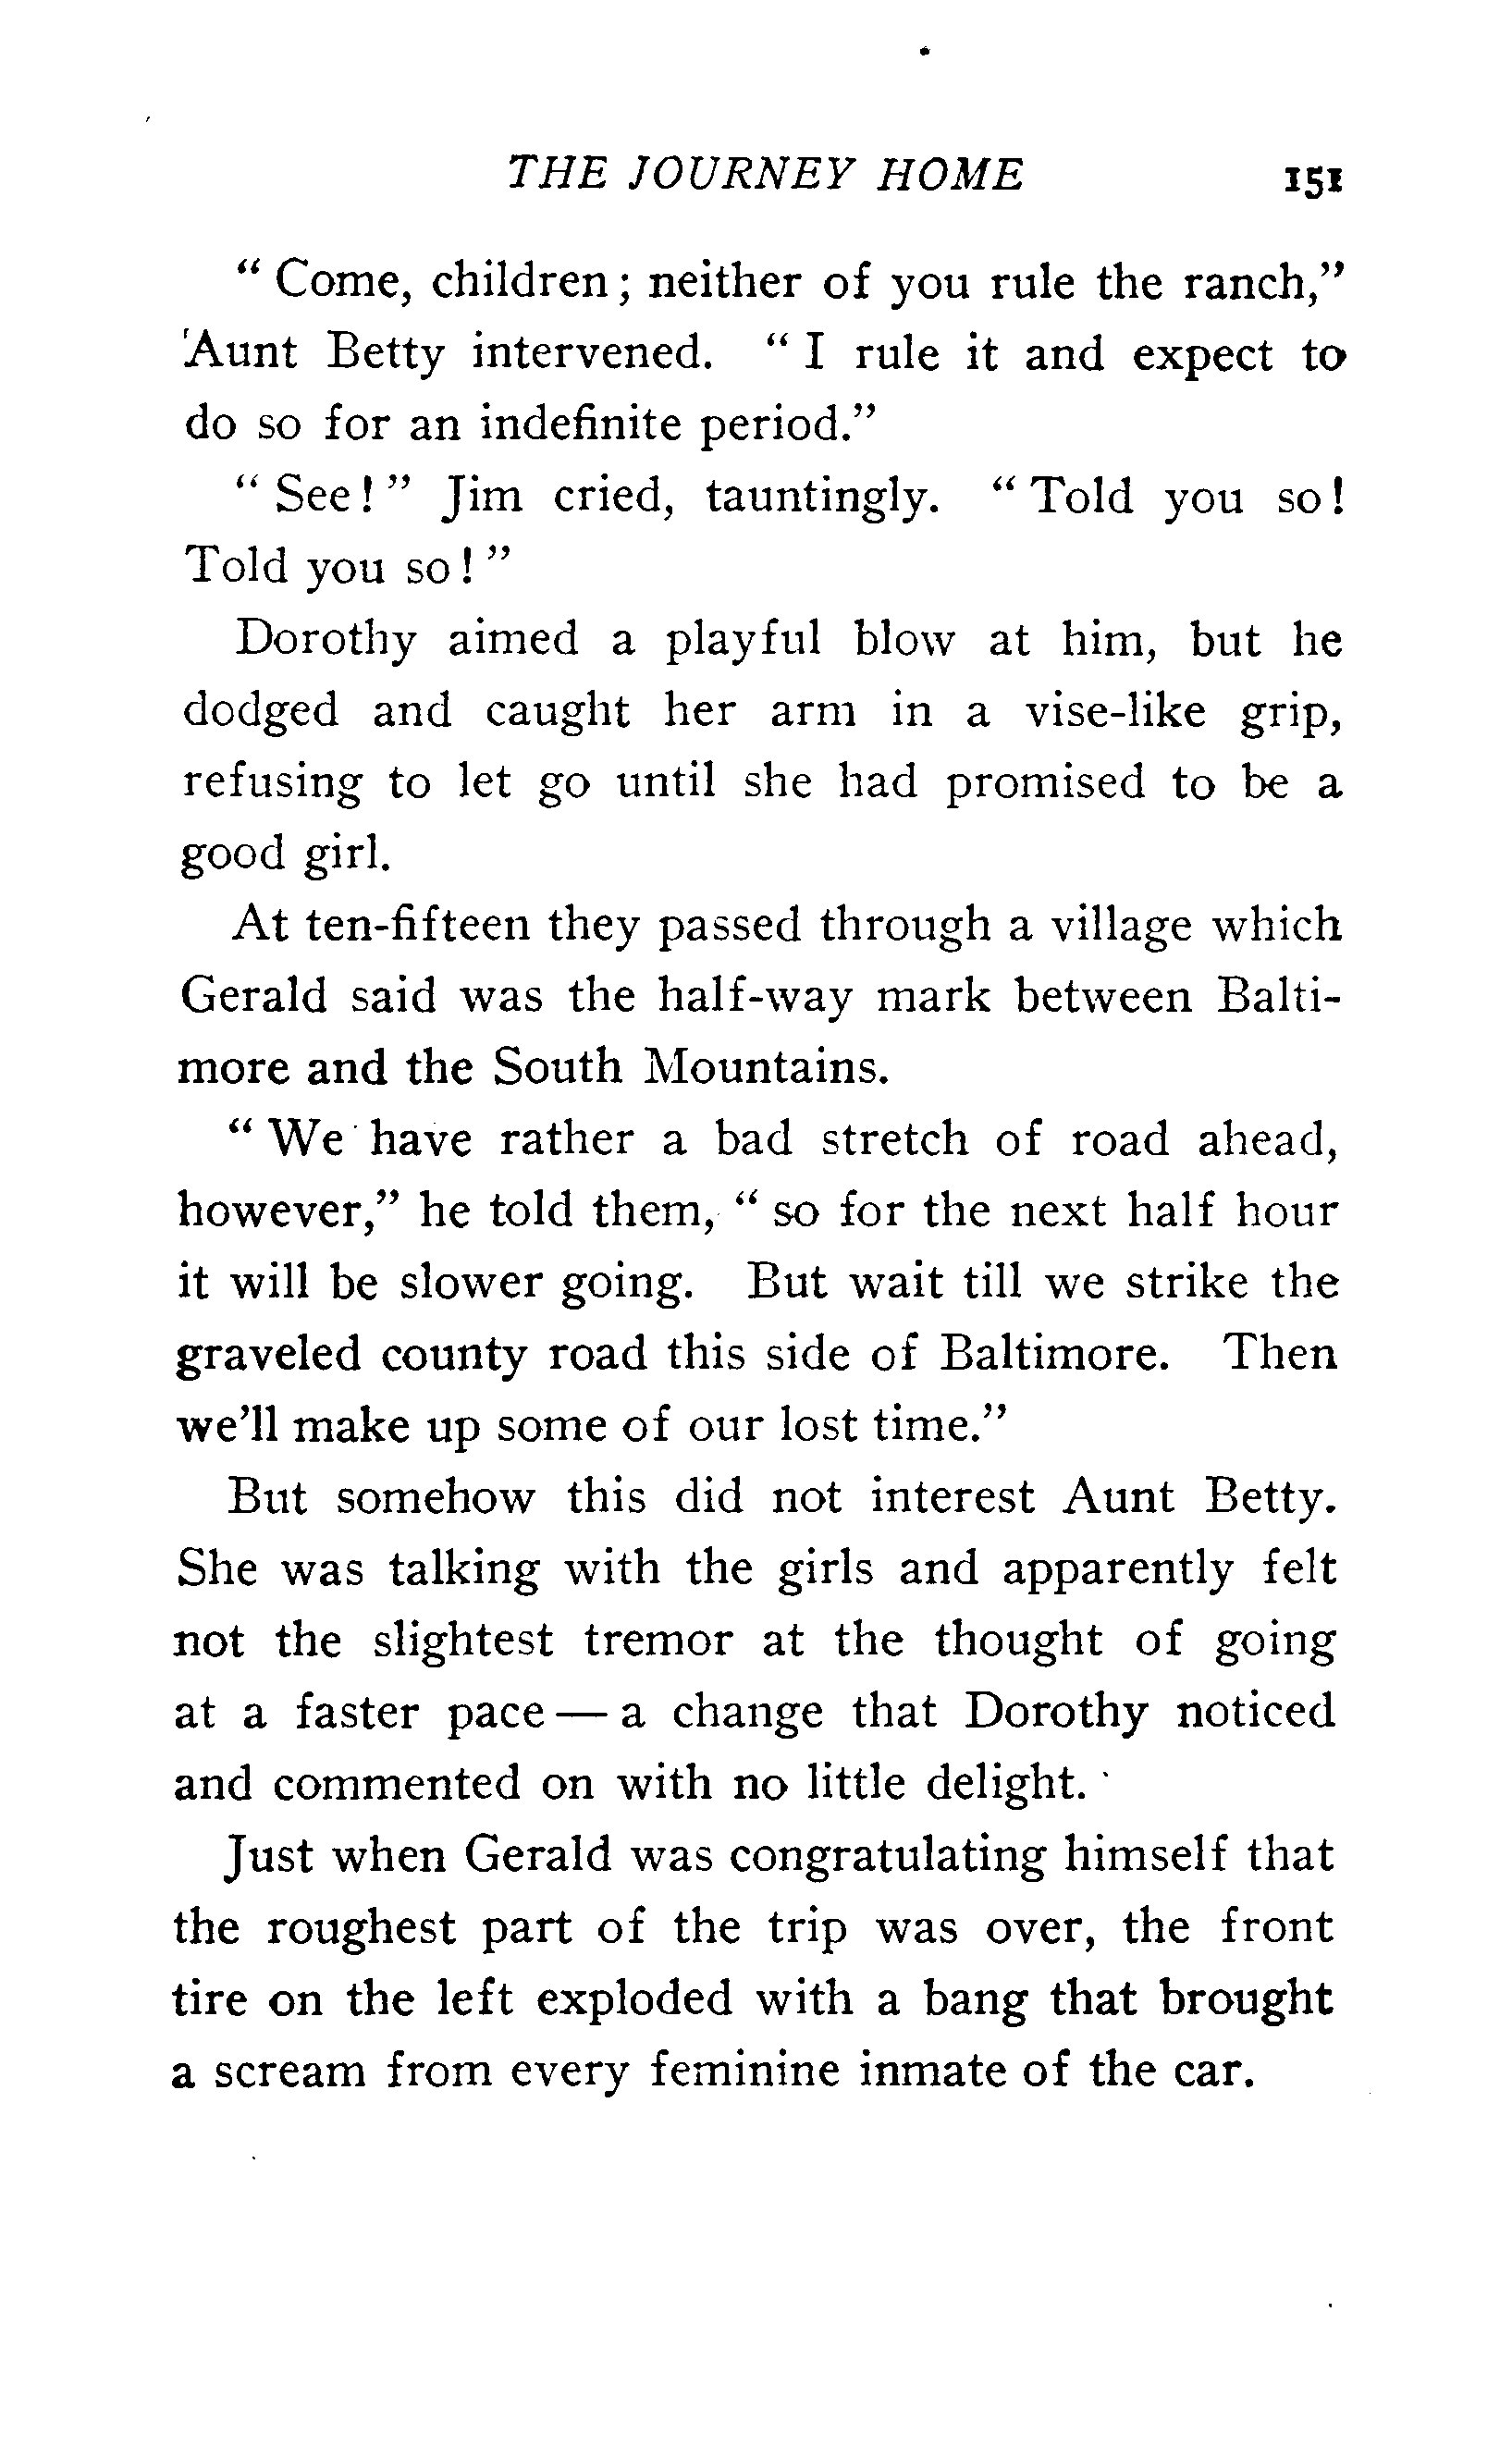 THE JOURNEY HOME 151
" Come, children; neither of you rule the ranch,"
Aunt Betty intervened. " I rule it and expect to
do so for an indefinite period."
" See! " Jim cried, tauntingly. " Told you so!
Told you so! "
Dorothy aimed a playful blow at him, but he
dodged and caught her arm in a vise-like grip,
refusing to let go until she had promised to be a
good girl.
At ten-fifteen they passed through a village which
Gerald said was the half-way mark between Balti-
more and the South Mountains.
" We have rather a bad stretch of road ahead,
however," he told them, " so for the next half hour
it will be slower going. But wait till we strike the
graveled county road this side of Baltimore. Then
we'll make up some of our lost time."
But somehow this did not interest Aunt Betty.
She was talking with the girls and apparently felt
not the slightest tremor at the thought of going
at a faster pace — a change that Dorothy noticed
and commented on with no little delight.
Just when Gerald was congratulating himself that
the roughest part of the trip was over, the front
tire on the left exploded with a bang that brought
a scream from every feminine inmate of the car.